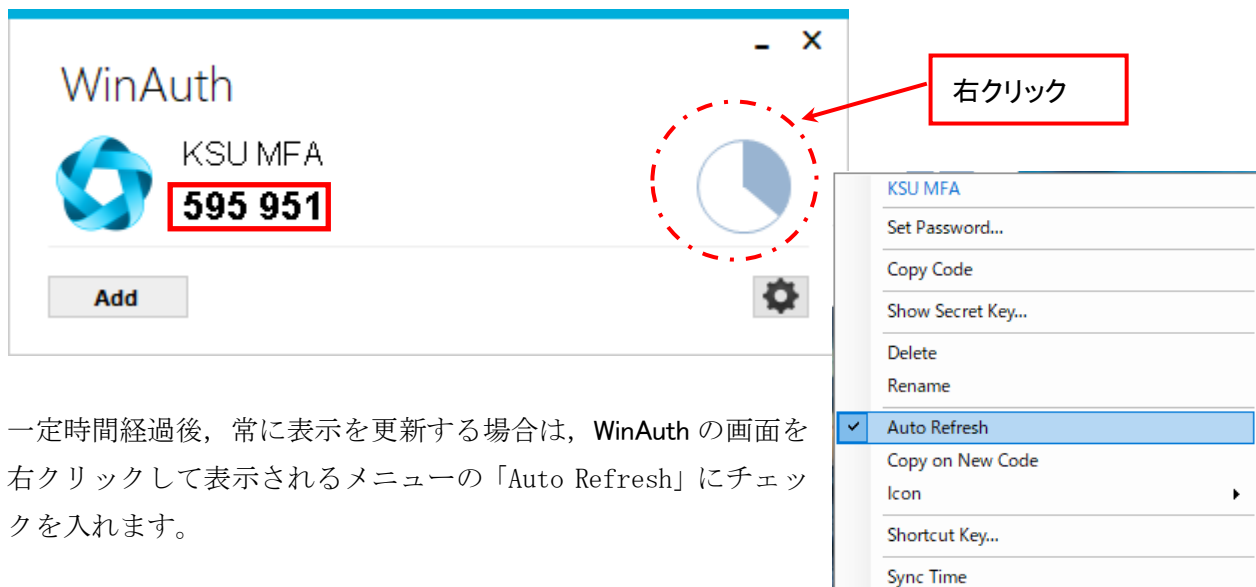 WinAuth
KSU MFA
595 951
Add
右クリック
KSU MFA
Set Password...
Copy Code
Show Secret Key...
Delete
Rename
Auto Refresh
Copy on New Code
Icon
Shortcut Key...
Sync Time
一定時間経過後，常に表示を更新する場合は，WinAuth の画面を
右クリックして表示されるメニューの「Auto Refresh」にチェッ
クを入れます。